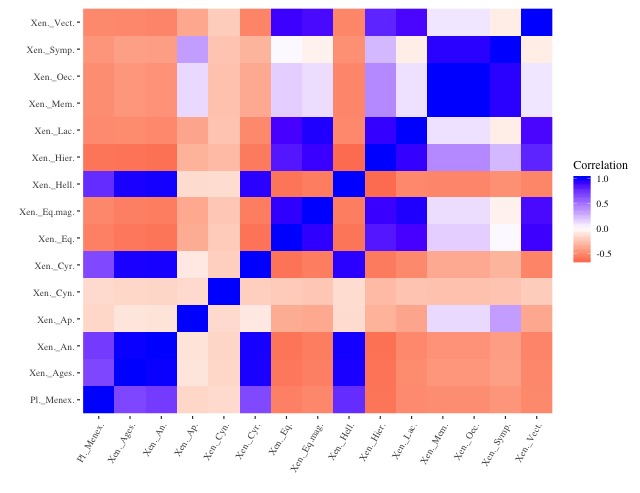 Xen._Vect.
Xen._Symp.
Xen._Oec.
Xen._Mem.
Xen._Lac.
Xen._Hier.
Xen._Hell.
Xen._Eq.mag.
Xen._Eq.
Xen._Cyr.
Xen._Cyn.
Xen._Ap.
Xen._An.
Xen._Ages.
Pl._Menex.
Pl._Menex.
Xen._Ages.
Xen._An.
Xen._Ap.
Xen._Cyn.
Xen._Cyr.
Xen._Eq.
Xen._Eq.mag.
Xen._Hell.
Xen._Hier.
Xen._Lac.
Xen._Mem.
Xen._Oec.
Xen._Symp.
Xen._Vect.
Correlation
1.0
0.5
0.0
-0.5